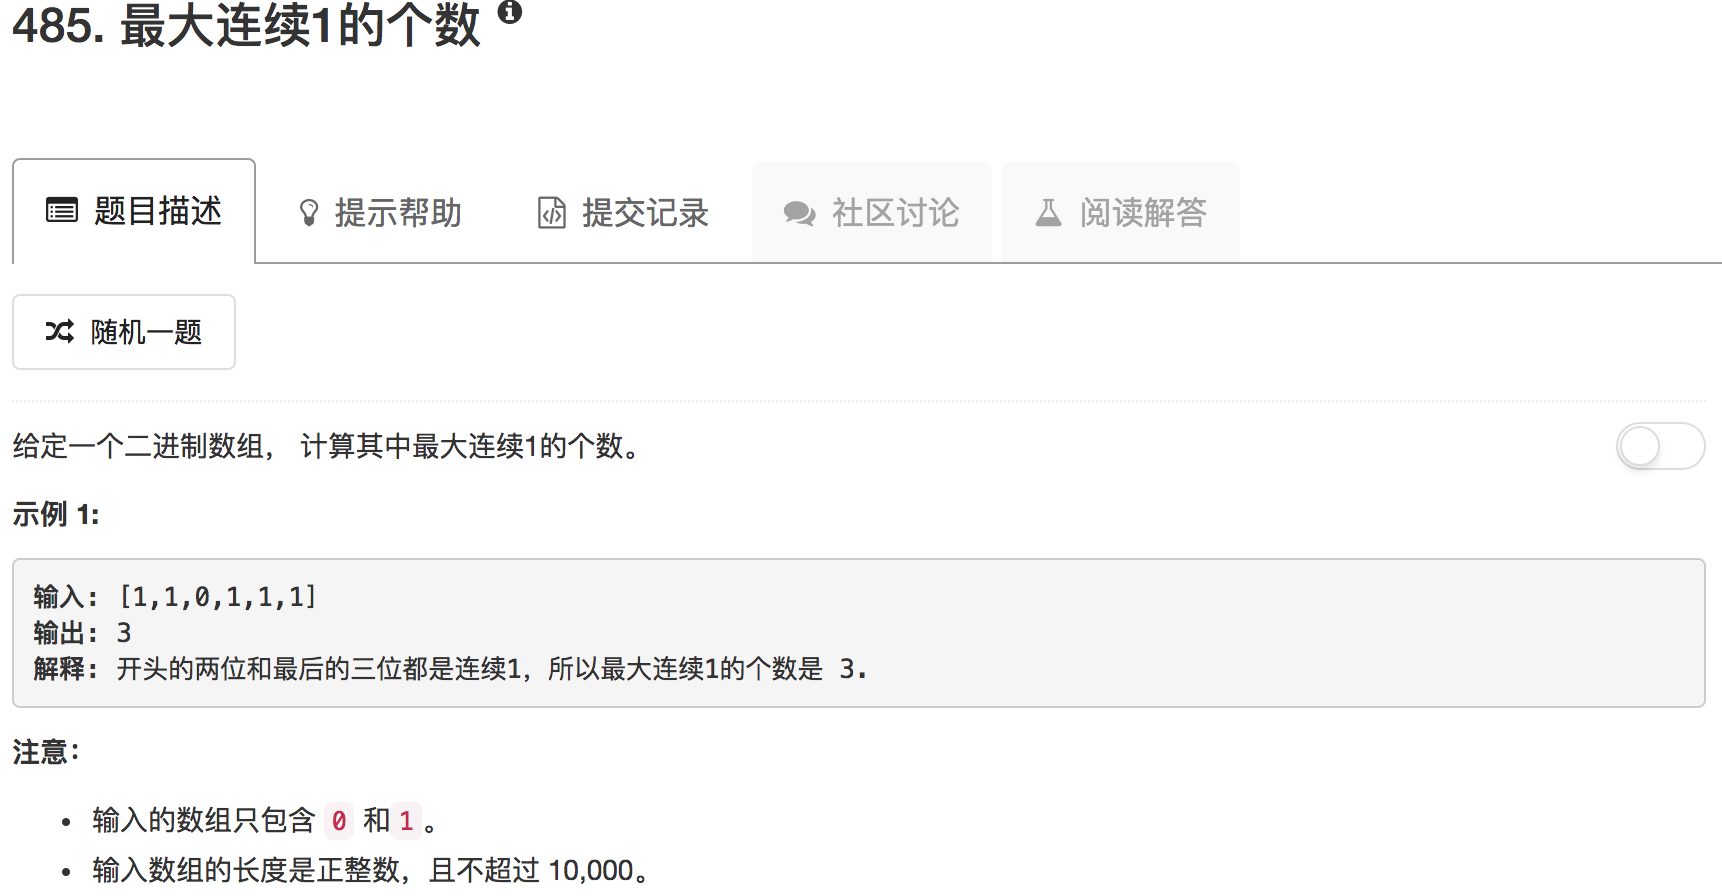 485. 最大连续1的个数
题目描述 提示帮助 提交记录 社区讨论 阅读解答
随机一题
给定一个二进制数组， 计算其中最大连续1的个数。
示例 1:
输入: [1,1,0,1,1,1]
输出: 3
解释: 开头的两位和最后的三位都是连续1，所以最大连续1的个数是 3.
注意：
输入的数组只包含 0 和1。
输入数组的长度是正整数，且不超过 10,000。